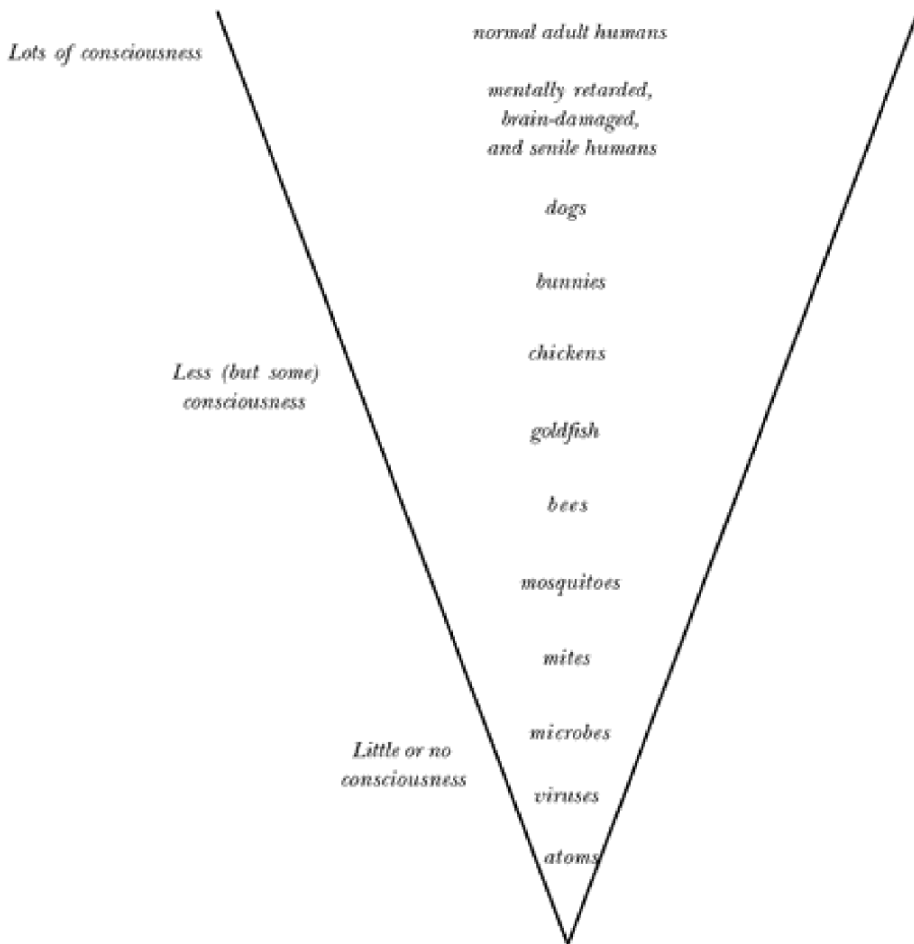 normal adult humans
Lots of consciousness
mentally retarded,
brain-damaged,
and senile humans
dogs
bunnies
chickens
Less (but some)
consciousness
goldfish
bees
mosquitoes
mites
microbes
Little or no
consciousness
viruses
atoms